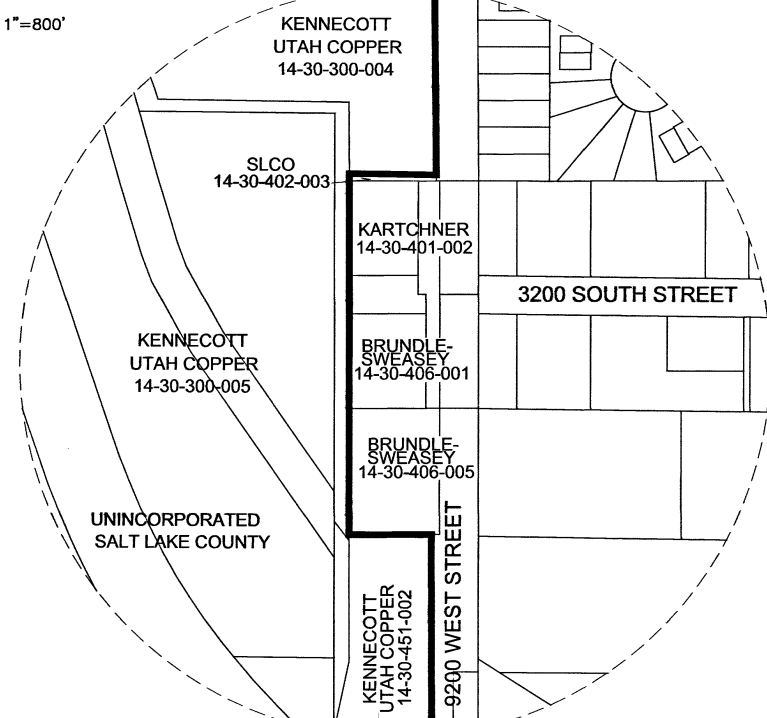 1"=800'
KENNECOTT
UTAH COPPER
14-30-300-004
SLCO
14-30-402-003
KARTCHNER
14-30-401-002
3200 SOUTH STREET
KENNECOTT
UTAH COPPER
14-30-300-005
BRUNDLE-
SWEASEY
14-30-406-001
BRUNDLE-
SWEASEY
14-30-406-005
UNINCORPORATED
SALT LAKE COUNTY
KENNECOTT
UTAH COPPER
14-30-451-002
9200 WEST STREET